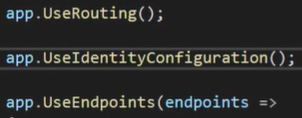 app.UseRouting();
app.UseIdentityConfiguration();
app.UseEndpoints(endpoints =>